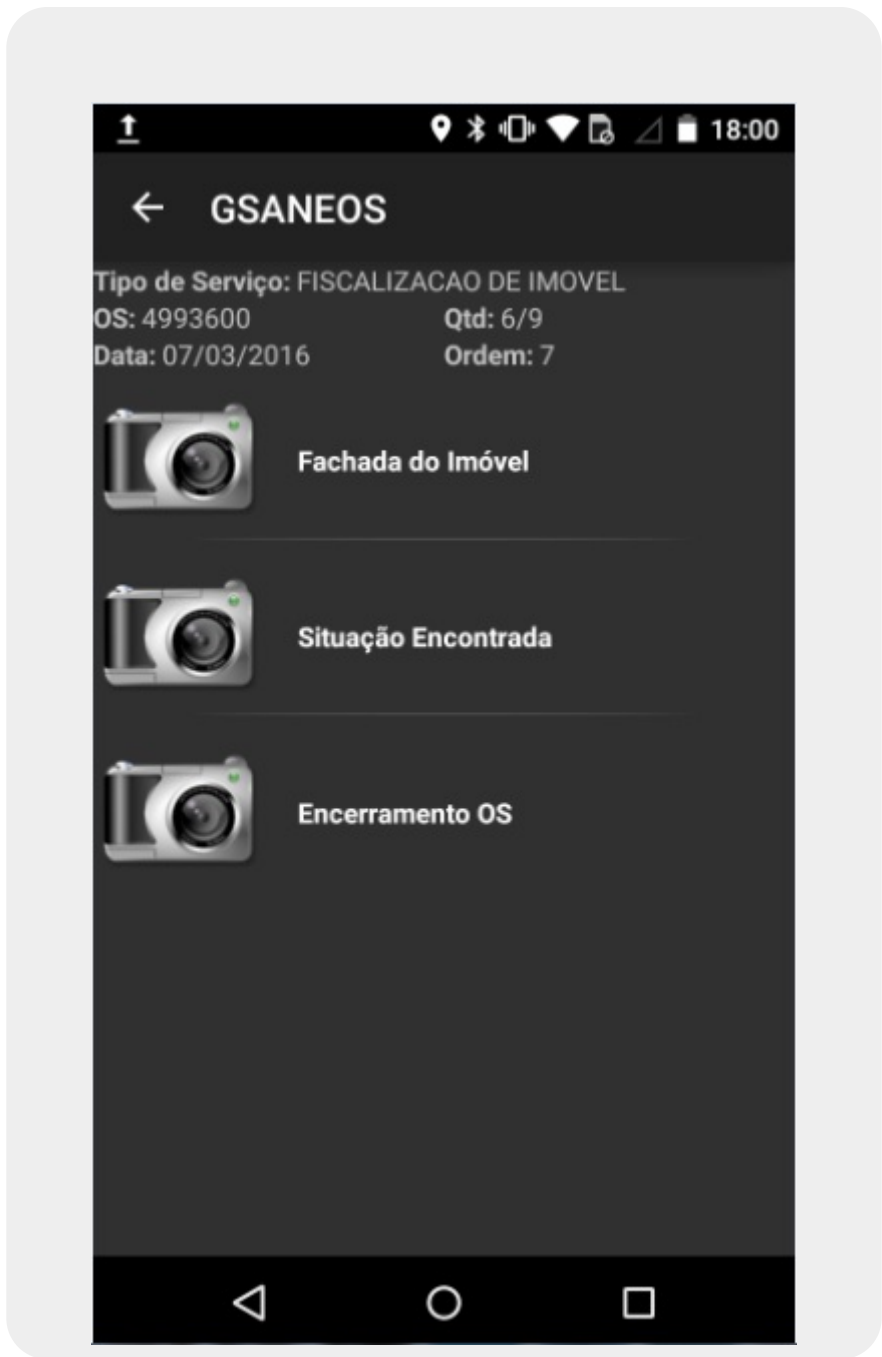 18:00
GSANEOS
Tipo de Serviço: FISCALIZACAO DE IMOVEL
OS: 4993600 Qtd: 6/9
Data: 07/03/2016 Ordem: 7
Fachada do Imóvel
Situação Encontrada
Encerramento OS